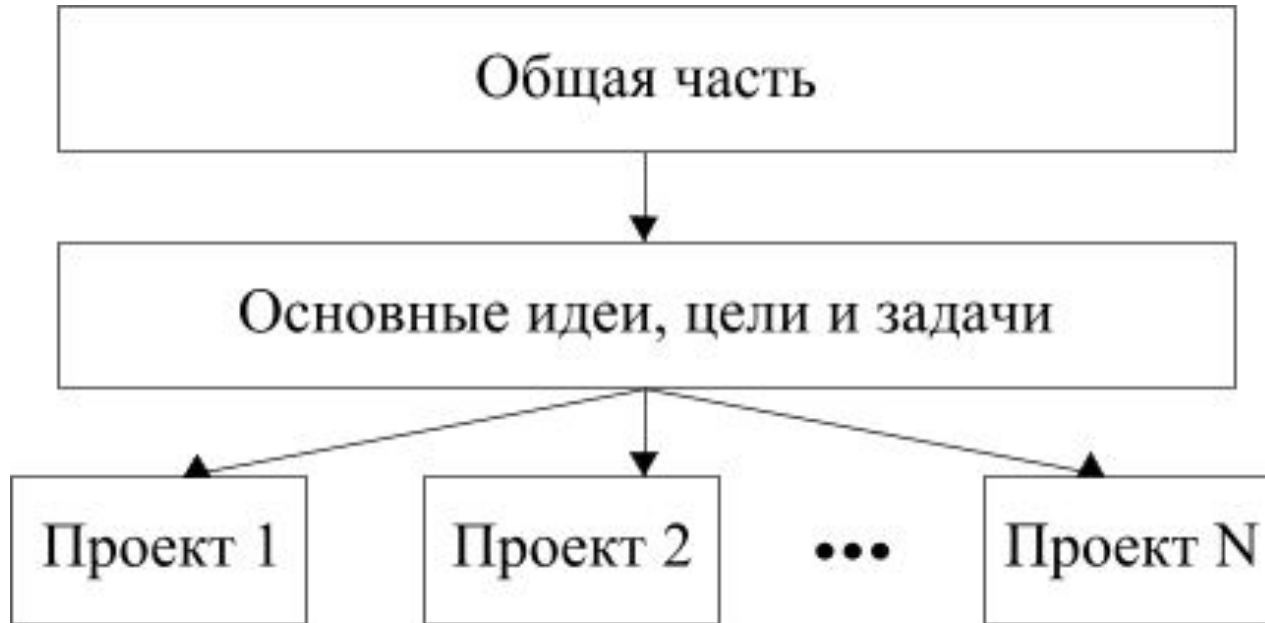 Общая часть
Основные идеи, цели и задачи
Проект 1 Проект 2 ••• Проект N